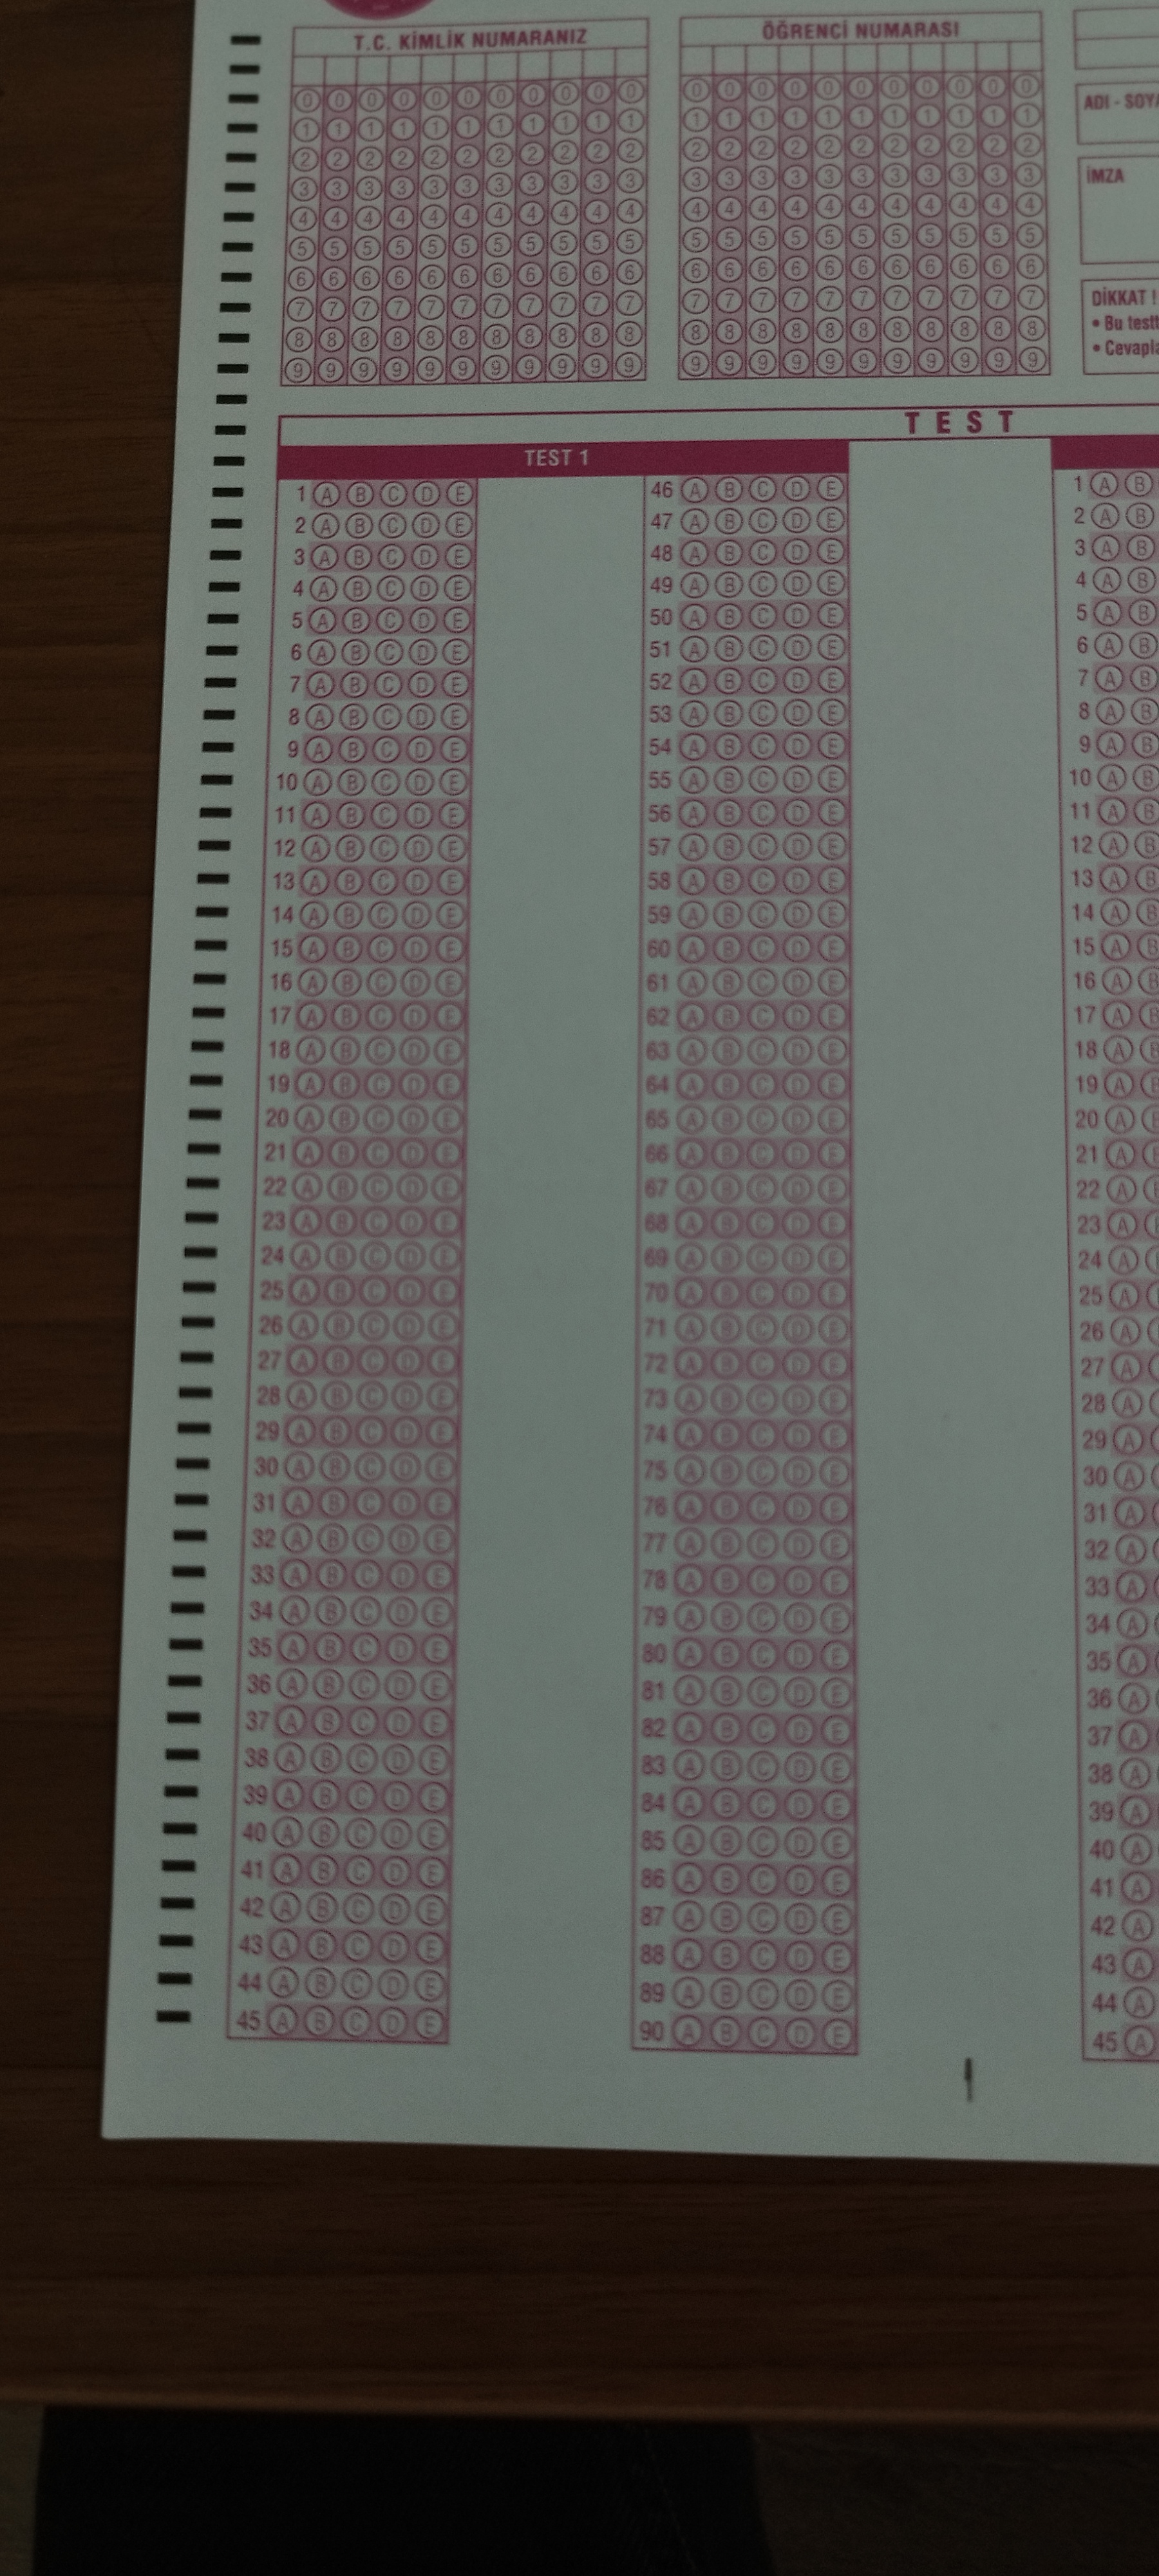 T.C. KİMLİK NUMARANIZ
0 0 0 0 0 0 0 0 0 0 0
1 1 1 1 1 1 1 1 1 1 1
2 2 2 2 2 2 2 2 2 2 2
3 3 3 3 3 3 3 3 3 3 3
4 4 4 4 4 4 4 4 4 4 4
5 5 5 5 5 5 5 5 5 5 5
6 6 6 6 6 6 6 6 6 6 6
7 7 7 7 7 7 7 7 7 7 7
8 8 8 8 8 8 8 8 8 8 8
9 9 9 9 9 9 9 9 9 9 9
ÖĞRENCİ NUMARASI
0 0 0 0 0 0 0 0 0 0 0
1 1 1 1 1 1 1 1 1 1 1
2 2 2 2 2 2 2 2 2 2 2
3 3 3 3 3 3 3 3 3 3 3
4 4 4 4 4 4 4 4 4 4 4
5 5 5 5 5 5 5 5 5 5 5
6 6 6 6 6 6 6 6 6 6 6
7 7 7 7 7 7 7 7 7 7 7
8 8 8 8 8 8 8 8 8 8 8
9 9 9 9 9 9 9 9 9 9 9
ADI - SOYA
İMZA
DİKKAT !
• Bu testt
• Cevapla
TEST
TEST 1
1 A B C D E
2 A B C D E
3 A B C D E
4 A B C D E
5 A B C D E
6 A B C D E
7 A B C D E
8 A B C D E
9 A B C D E
10 A B C D E
11 A B C D E
12 A B C D E
13 A B C D E
14 A B C D E
15 A B C D E
16 A B C D E
17 A B C D E
18 A B C D E
19 A B C D E
20 A B C D E
21 A B C D E
22 A B C D E
23 A B C D E
24 A B C D E
25 A B C D E
26 A B C D E
27 A B C D E
28 A B C D E
29 A B C D E
30 A B C D E
31 A B C D E
32 A B C D E
33 A B C D E
34 A B C D E
35 A B C D E
36 A B C D E
37 A B C D E
38 A B C D E
39 A B C D E
40 A B C D E
41 A B C D E
42 A B C D E
43 A B C D E
44 A B C D E
45 A B C D E
46 A B C D E
47 A B C D E
48 A B C D E
49 A B C D E
50 A B C D E
51 A B C D E
52 A B C D E
53 A B C D E
54 A B C D E
55 A B C D E
56 A B C D E
57 A B C D E
58 A B C D E
59 A B C D E
60 A B C D E
61 A B C D E
62 A B C D E
63 A B C D E
64 A B C D E
65 A B C D E
66 A B C D E
67 A B C D E
68 A B C D E
69 A B C D E
70 A B C D E
71 A B C D E
72 A B C D E
73 A B C D E
74 A B C D E
75 A B C D E
76 A B C D E
77 A B C D E
78 A B C D E
79 A B C D E
80 A B C D E
81 A B C D E
82 A B C D E
83 A B C D E
84 A B C D E
85 A B C D E
86 A B C D E
87 A B C D E
88 A B C D E
89 A B C D E
90 A B C D E
1 A B
2 A B
3 A B
4 A B
5 A B
6 A B
7 A B
8 A B
9 A B
10 A B
11 A B
12 A B
13 A B
14 A B
15 A B
16 A B
17 A B
18 A B
19 A B
20 A
21 A
22 A
23 A
24 A
25 A
26 A
27 A
28 A
29 A
30 A
31 A
32 A
33 A
34 A
35 A
36 A
37 A
38 A
39 A
40 A
41 A
42 A
43 A
44 A
45 A